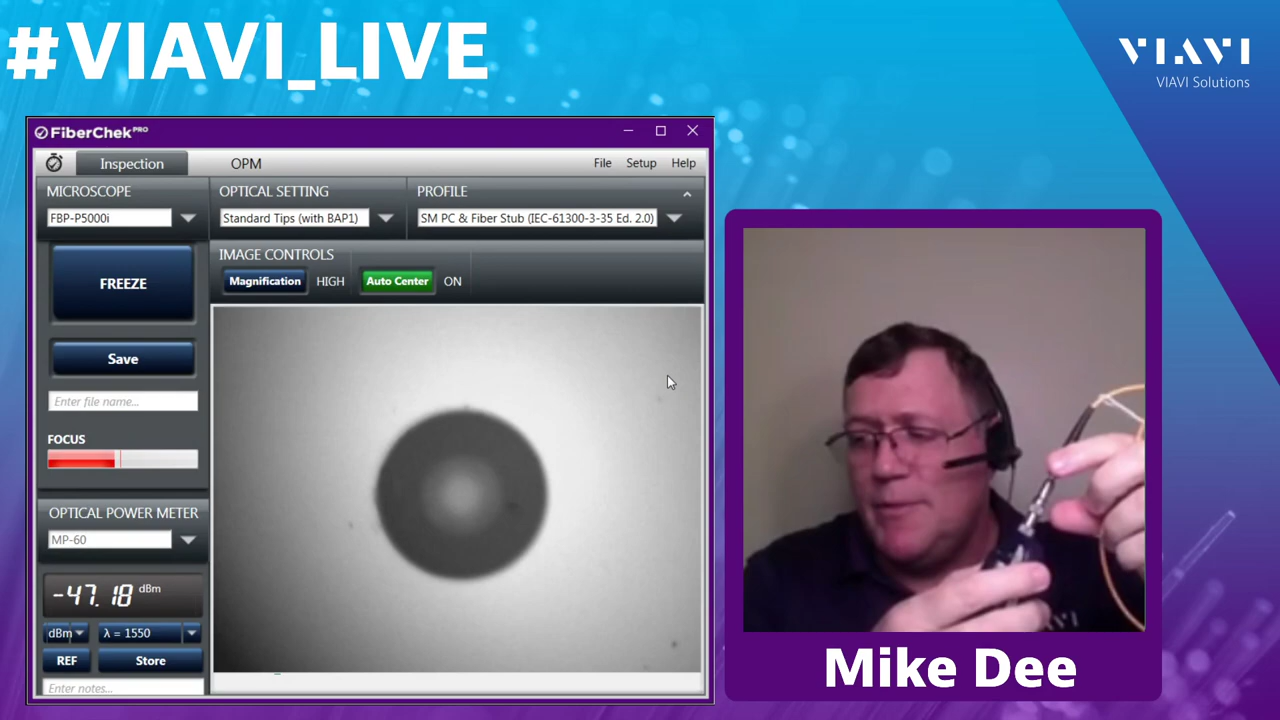 #VIAVI_LIVE
VIAVI
VIAVI Solutions
FiberChek PRO
Inspection
OPM
File
Setup
Help
MICROSCOPE
OPTICAL SETTING
PROFILE
FBP-P5000i
Standard Tips (with BAP1)
SM PC & Fiber Stub (IEC-61300-3-35 Ed. 2.0)
IMAGE CONTROLS
FREEZE
Magnification
HIGH
Auto Center
ON
Save
Enter file name...
FOCUS
OPTICAL POWER METER
MP-60
-47.18 dBm
dBm
λ = 1550
REF
Store
Enter notes...
VIAVI
Mike Dee